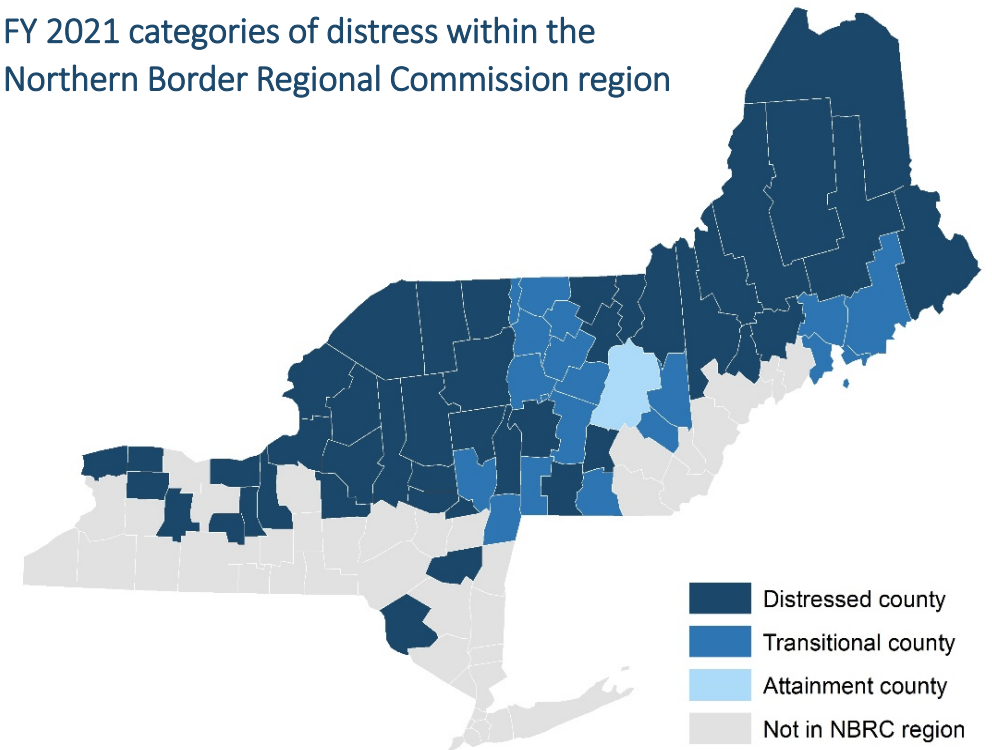 FY 2021 categories of distress within the
Northern Border Regional Commission region
Distressed county
Transitional county
Attainment county
Not in NBRC region